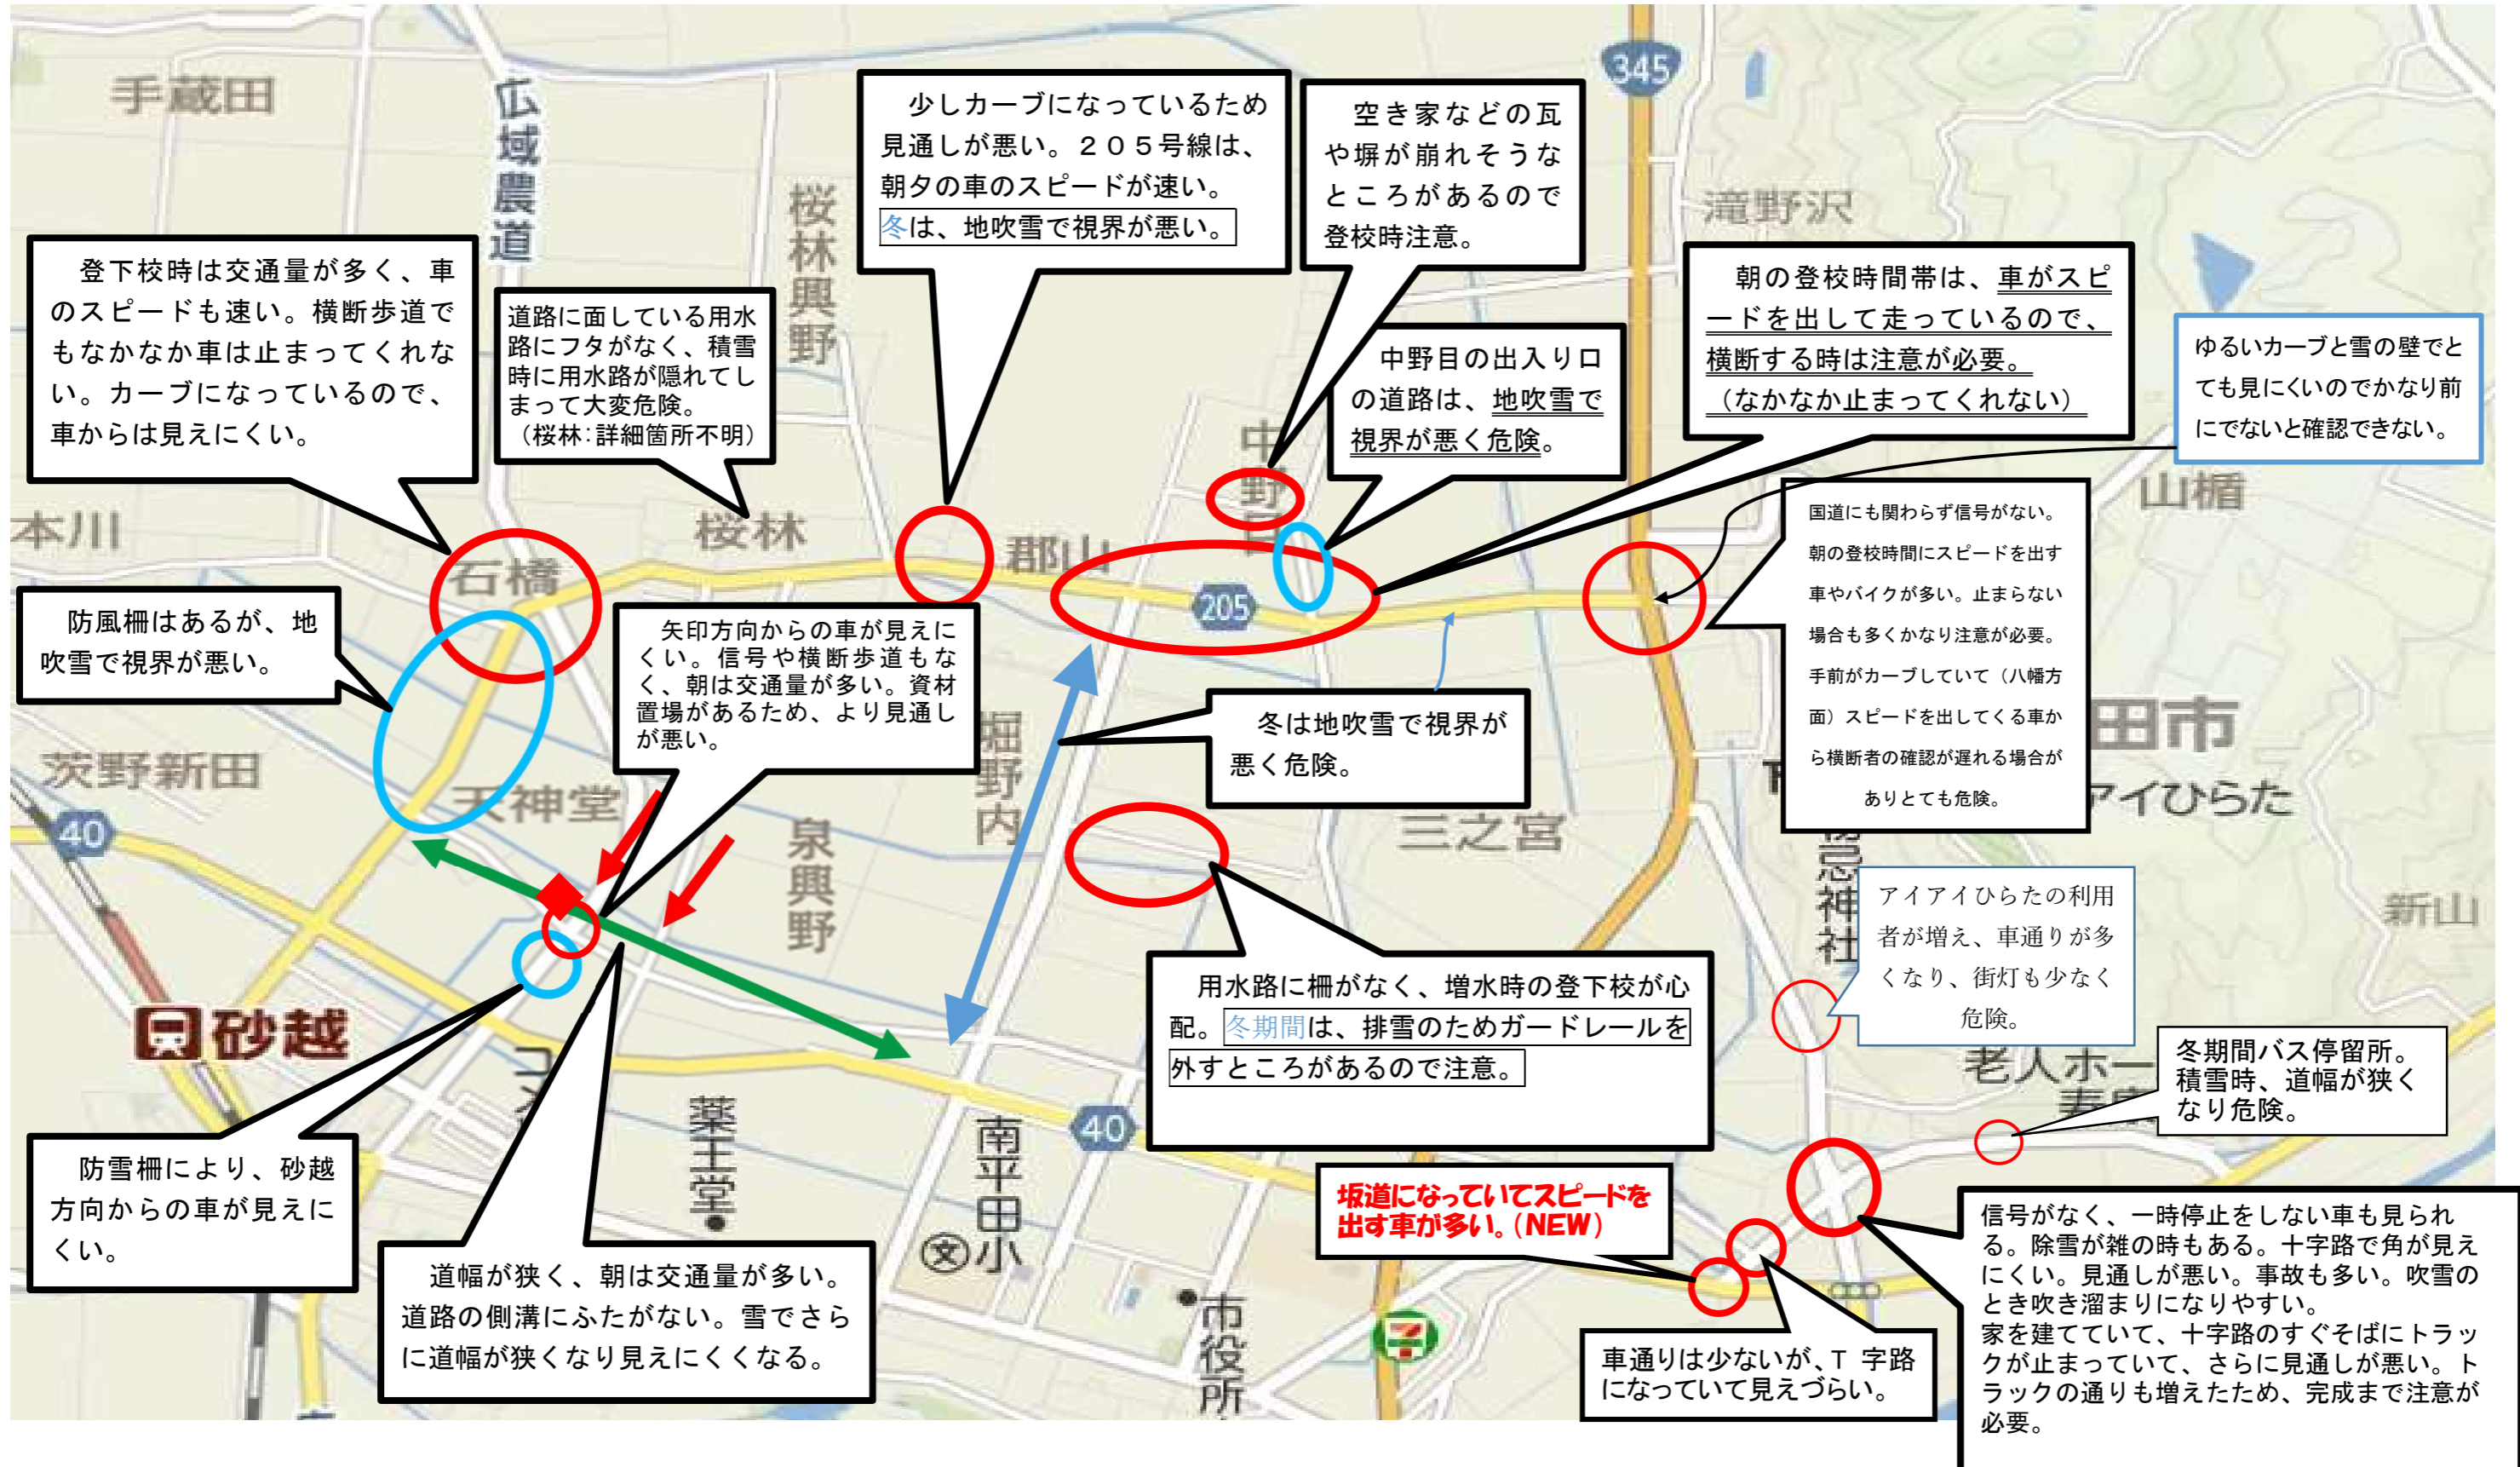 手蔵田
広域農道
桜林興野
345
滝野沢
少しカーブになっているため
見通しが悪い。２０５号線は、
朝夕の車のスピードが速い。
冬は、地吹雪で視界が悪い。
空き家などの瓦
や塀が崩れそうな
ところがあるので
登校時注意。
登下校時は交通量が多く、車
のスピードも速い。横断歩道で
もなかなか車は止まってくれな
い。カーブになっているので、
車からは見えにくい。
道路に面している用水
路にフタがなく、積雪
時に用水路が隠れてし
まって大変危険。
（桜林：詳細箇所不明）
中野目の出入り口
の道路は、地吹雪で
視界が悪く危険。
朝の登校時間帯は、車がスピ
ードを出して走っているので、
横断する時は注意が必要。
（なかなか止まってくれない）
ゆるいカーブと雪の壁でと
ても見にくいのでかなり前
にでないと確認できない。
本川
石橋
桜林
郡山
中野目
205
山楯
国道にも関わらず信号がない。
朝の登校時間にスピードを出す
車やバイクが多い。止まらない
場合も多くかなり注意が必要。
手前がカーブしていて（八幡方
面）スピードを出してくる車か
ら横断者の確認が遅れる場合が
ありとても危険。
防風柵はあるが、地
吹雪で視界が悪い。
矢印方向からの車が見えに
くい。信号や横断歩道もな
く、朝は交通量が多い。資材
置場があるため、より見通し
が悪い。
冬は地吹雪で視界が
悪く危険。
田市
アイひらた
茨野新田
天神堂
40
泉興野
堀野内
三之宮
神社
新山
アイアイひらたの利用
者が増え、車通りが多
くなり、街灯も少なく
危険。
用水路に柵がなく、増水時の登下校が心
配。冬期間は、排雪のためガードレールを
外すところがあるので注意。
砂越
老人ホー
冬期間バス停留所。
積雪時、道幅が狭く
なり危険。
薬王堂
南平田小
文
40
防雪柵により、砂越
方向からの車が見えに
くい。
道幅が狭く、朝は交通量が多い。
道路の側溝にふたがない。雪でさら
に道幅が狭くなり見えにくくなる。
坂道になっていてスピードを
出す車が多い。（NEW）
市役所
車通りは少ないが、T 字路
になっていて見えづらい。
信号がなく、一時停止をしない車も見られ
る。除雪が雑の時もある。十字路で角が見え
にくい。見通しが悪い。事故も多い。吹雪の
とき吹き溜まりになりやすい。
家を建てていて、十字路のすぐそばにトラッ
クが止まっていて、さらに見通しが悪い。ト
ラックの通りも増えたため、完成まで注意が
必要。